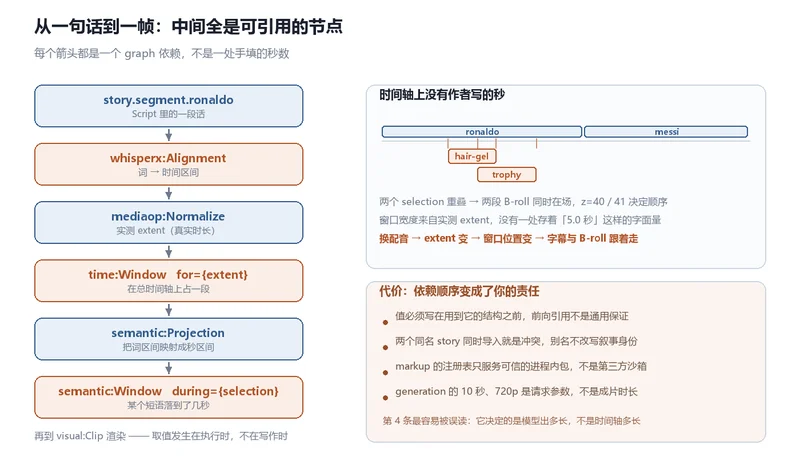 从一句话到一帧：中间全是可引用的节点
每个箭头都是一个 graph 依赖，不是一处手填的秒数
story.segment.ronaldo
Script 里的一段话
whisperx:Alignment
词 → 时间区间
mediaop:Normalize
实测 extent（真实时长）
time:Window for={extent}
在总时间轴上占一段
semantic:Projection
把词区间映射成秒区间
semantic:Window during={selection}
某个短语落到了几秒
再到 visual:Clip 渲染 —— 取值发生在执行时，不在写作时
时间轴上没有作者写的秒
ronaldo
messi
hair-gel
trophy
两个 selection 重叠 → 两段 B-roll 同时在场，z=40 / 41 决定顺序
窗口宽度来自实测 extent，没有一处存着「5.0 秒」这样的字面量
换配音 → extent 变 → 窗口位置变 → 字幕与 B-roll 跟着走
代价：依赖顺序变成了你的责任
● 值必须写在用到它的结构之前，前向引用不是通用保证
● 两个同名 story 同时导入就是冲突，别名不改写叙事身份
● markup 的注册表只服务可信的进程内包，不是第三方沙箱
● generation 的 10 秒、720p 是请求参数，不是成片时长
第 4 条最容易被误读：它决定的是模型出多长，不是时间轴多长